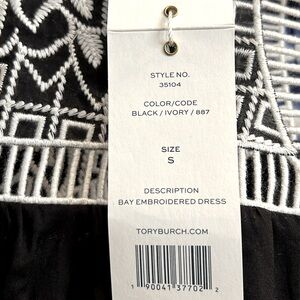 STYLE NO.
35104
COLOR/CODE
BLACK / IVORY / 887
SIZE
S
DESCRIPTION
BAY EMBROIDERED DRESS
TORYBURCH.COM
1 90041 37702 2